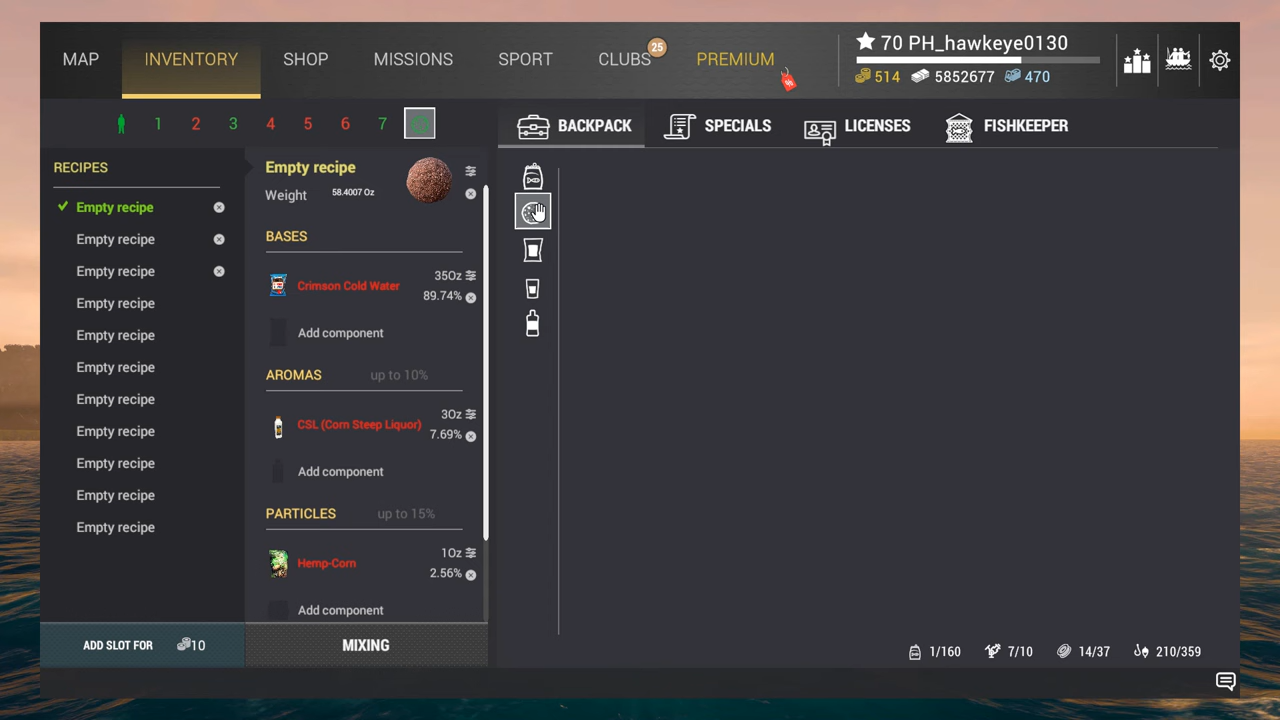 MAP INVENTORY SHOP MISSIONS SPORT CLUBS 25 PREMIUM
70 PH_hawkeye0130
514 5852677 470
1 2 3 4 5 6 7
BACKPACK SPECIALS LICENSES FISHKEEPER
RECIPES
Empty recipe
Empty recipe
Empty recipe
Empty recipe
Empty recipe
Empty recipe
Empty recipe
Empty recipe
Empty recipe
Empty recipe
Empty recipe
ADD SLOT FOR 10
Empty recipe
Weight 58.4007 Oz
BASES
Crimson Cold Water 35Oz
89.74%
Add component
AROMAS up to 10%
CSL (Corn Steep Liquor) 3Oz
7.69%
Add component
PARTICLES up to 15%
Hemp-Corn 1Oz
2.56%
Add component
MIXING
1/160 7/10 14/37 210/359